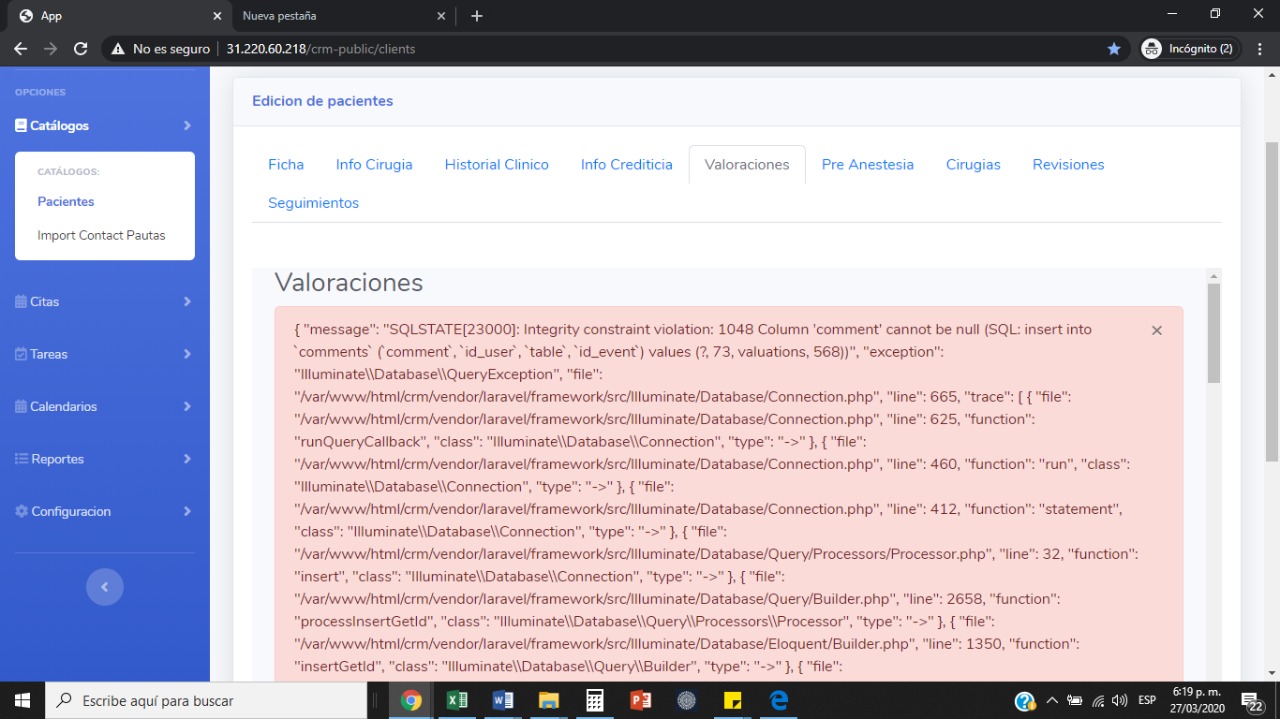 App
Nueva pestaña
No es seguro | 31.220.60.218/crm-public/clients
Incógnito (2)
OPCIONES
Catálogos
CATÁLOGOS:
Pacientes
Import Contact Pautas
Citas
Tareas
Calendarios
Reportes
Configuracion
Edicion de pacientes
Ficha Info Cirugia Historial Clinico Info Crediticia Valoraciones Pre Anestesia Cirugias Revisiones
Seguimientos
Valoraciones
{ "message": "SQLSTATE[23000]: Integrity constraint violation: 1048 Column 'comment' cannot be null (SQL: insert into
`comments` (`comment`,`id_user`,`table`,`id_event`) values (?, 73, valuations, 568))", "exception":
"Illuminate\\Database\\QueryException", "file":
"/var/www/html/crm/vendor/laravel/framework/src/Illuminate/Database/Connection.php", "line": 665, "trace": [ { "file":
"/var/www/html/crm/vendor/laravel/framework/src/Illuminate/Database/Connection.php", "line": 625, "function":
"runQueryCallback", "class": "Illuminate\\Database\\Connection", "type": "->" }, { "file":
"/var/www/html/crm/vendor/laravel/framework/src/Illuminate/Database/Connection.php", "line": 460, "function": "run", "class":
"Illuminate\\Database\\Connection", "type": "->" }, { "file":
"/var/www/html/crm/vendor/laravel/framework/src/Illuminate/Database/Connection.php", "line": 412, "function": "statement",
"class": "Illuminate\\Database\\Connection", "type": "->" }, { "file":
"/var/www/html/crm/vendor/laravel/framework/src/Illuminate/Database/Query/Processors/Processor.php", "line": 32, "function":
"insert", "class": "Illuminate\\Database\\Connection", "type": "->" }, { "file":
"/var/www/html/crm/vendor/laravel/framework/src/Illuminate/Database/Query/Builder.php", "line": 2658, "function":
"processInsertGetId", "class": "Illuminate\\Database\\Query\\Processors\\Processor", "type": "->" }, { "file":
"/var/www/html/crm/vendor/laravel/framework/src/Illuminate/Database/Eloquent/Builder.php", "line": 1350, "function":
"insertGetId", "class": "Illuminate\\Database\\Query\\Builder", "type": "->" }, { "file":
Escribe aquí para buscar
ESP
6:19 p. m.
27/03/2020
22